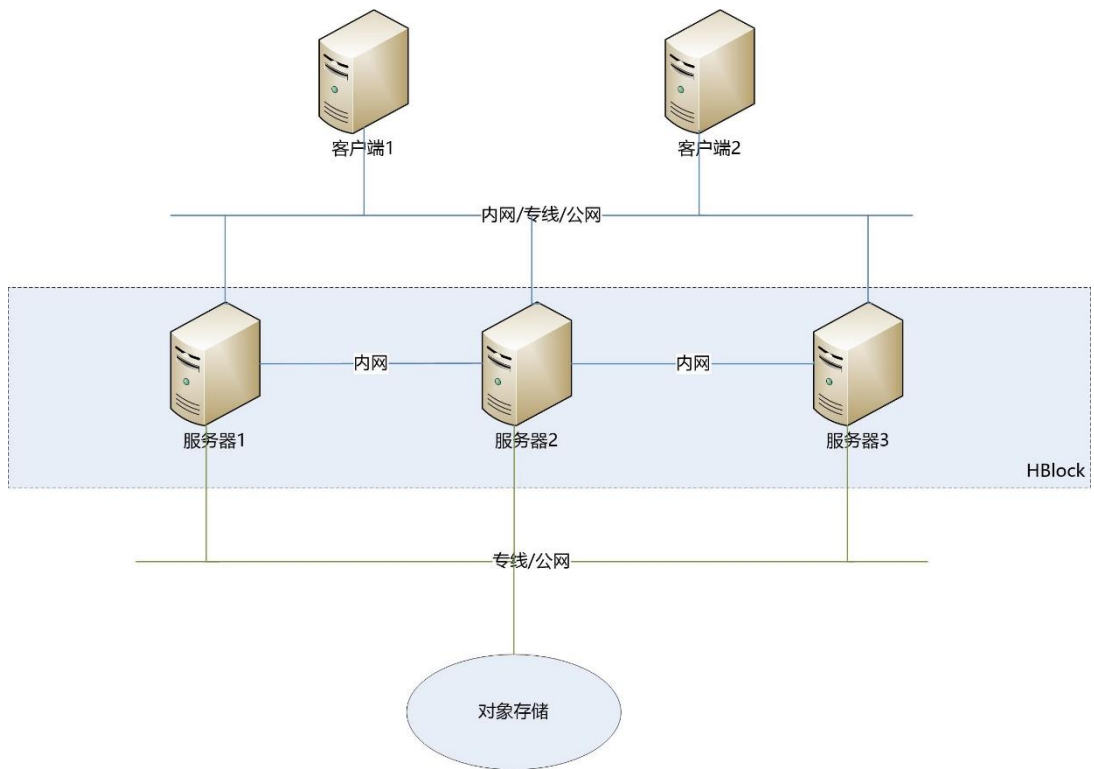 客户端1
客户端2
内网/专线/公网
内网
内网
服务器1
服务器2
服务器3
HBlock
专线/公网
对象存储